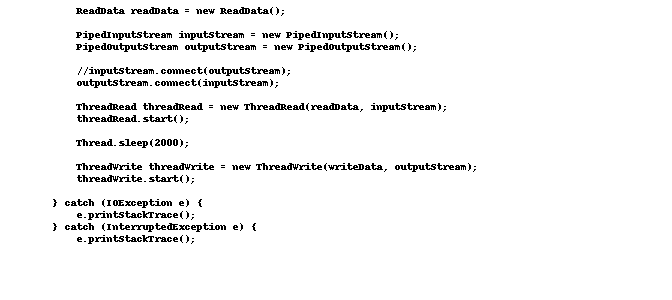 ReadData readData = new ReadData();
PipedInputStream inputStream = new PipedInputStream();
PipedOutputStream outputStream = new PipedOutputStream();
//inputStream.connect(outputStream);
outputStream.connect(inputStream);
ThreadRead threadRead = new ThreadRead(readData, inputStream);
threadRead.start();
Thread.sleep(2000);
ThreadWrite threadWrite = new ThreadWrite(writeData, outputStream);
threadWrite.start();
} catch (IOException e) {
e.printStackTrace();
} catch (InterruptedException e) {
e.printStackTrace();